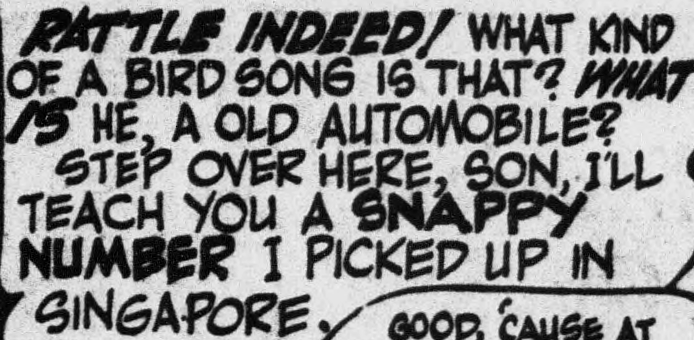 RATTLE INDEED! WHAT KIND
OF A BIRD SONG IS THAT? WHAT
IS HE, A OLD AUTOMOBILE?
STEP OVER HERE, SON, I'LL
TEACH YOU A SNAPPY
NUMBER I PICKED UP IN
SINGAPORE.
GOOD, 'CAUSE AT